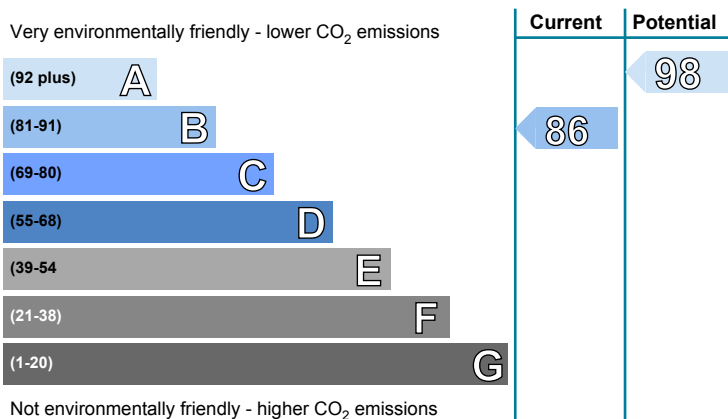 Very environmentally friendly - lower CO2 emissions
Current
Potential
(92 plus) A
98
(81-91) B
86
(69-80) C
(55-68) D
(39-54 E
(21-38) F
(1-20) G
Not environmentally friendly - higher CO2 emissions